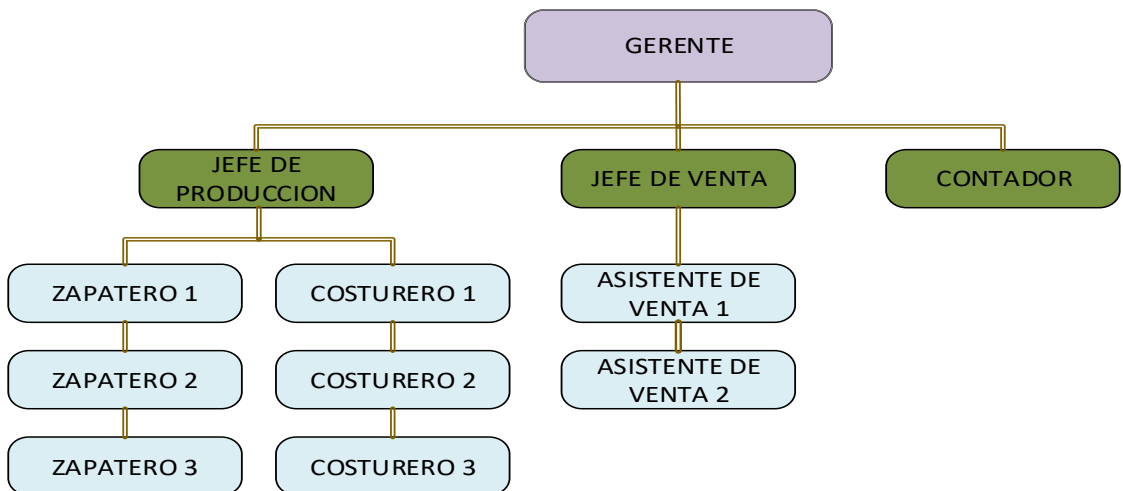 GERENTE
JEFE DE
PRODUCCION
JEFE DE VENTA
CONTADOR
ZAPATERO 1
COSTURERO 1
ASISTENTE DE
VENTA 1
ZAPATERO 2
COSTURERO 2
ASISTENTE DE
VENTA 2
ZAPATERO 3
COSTURERO 3